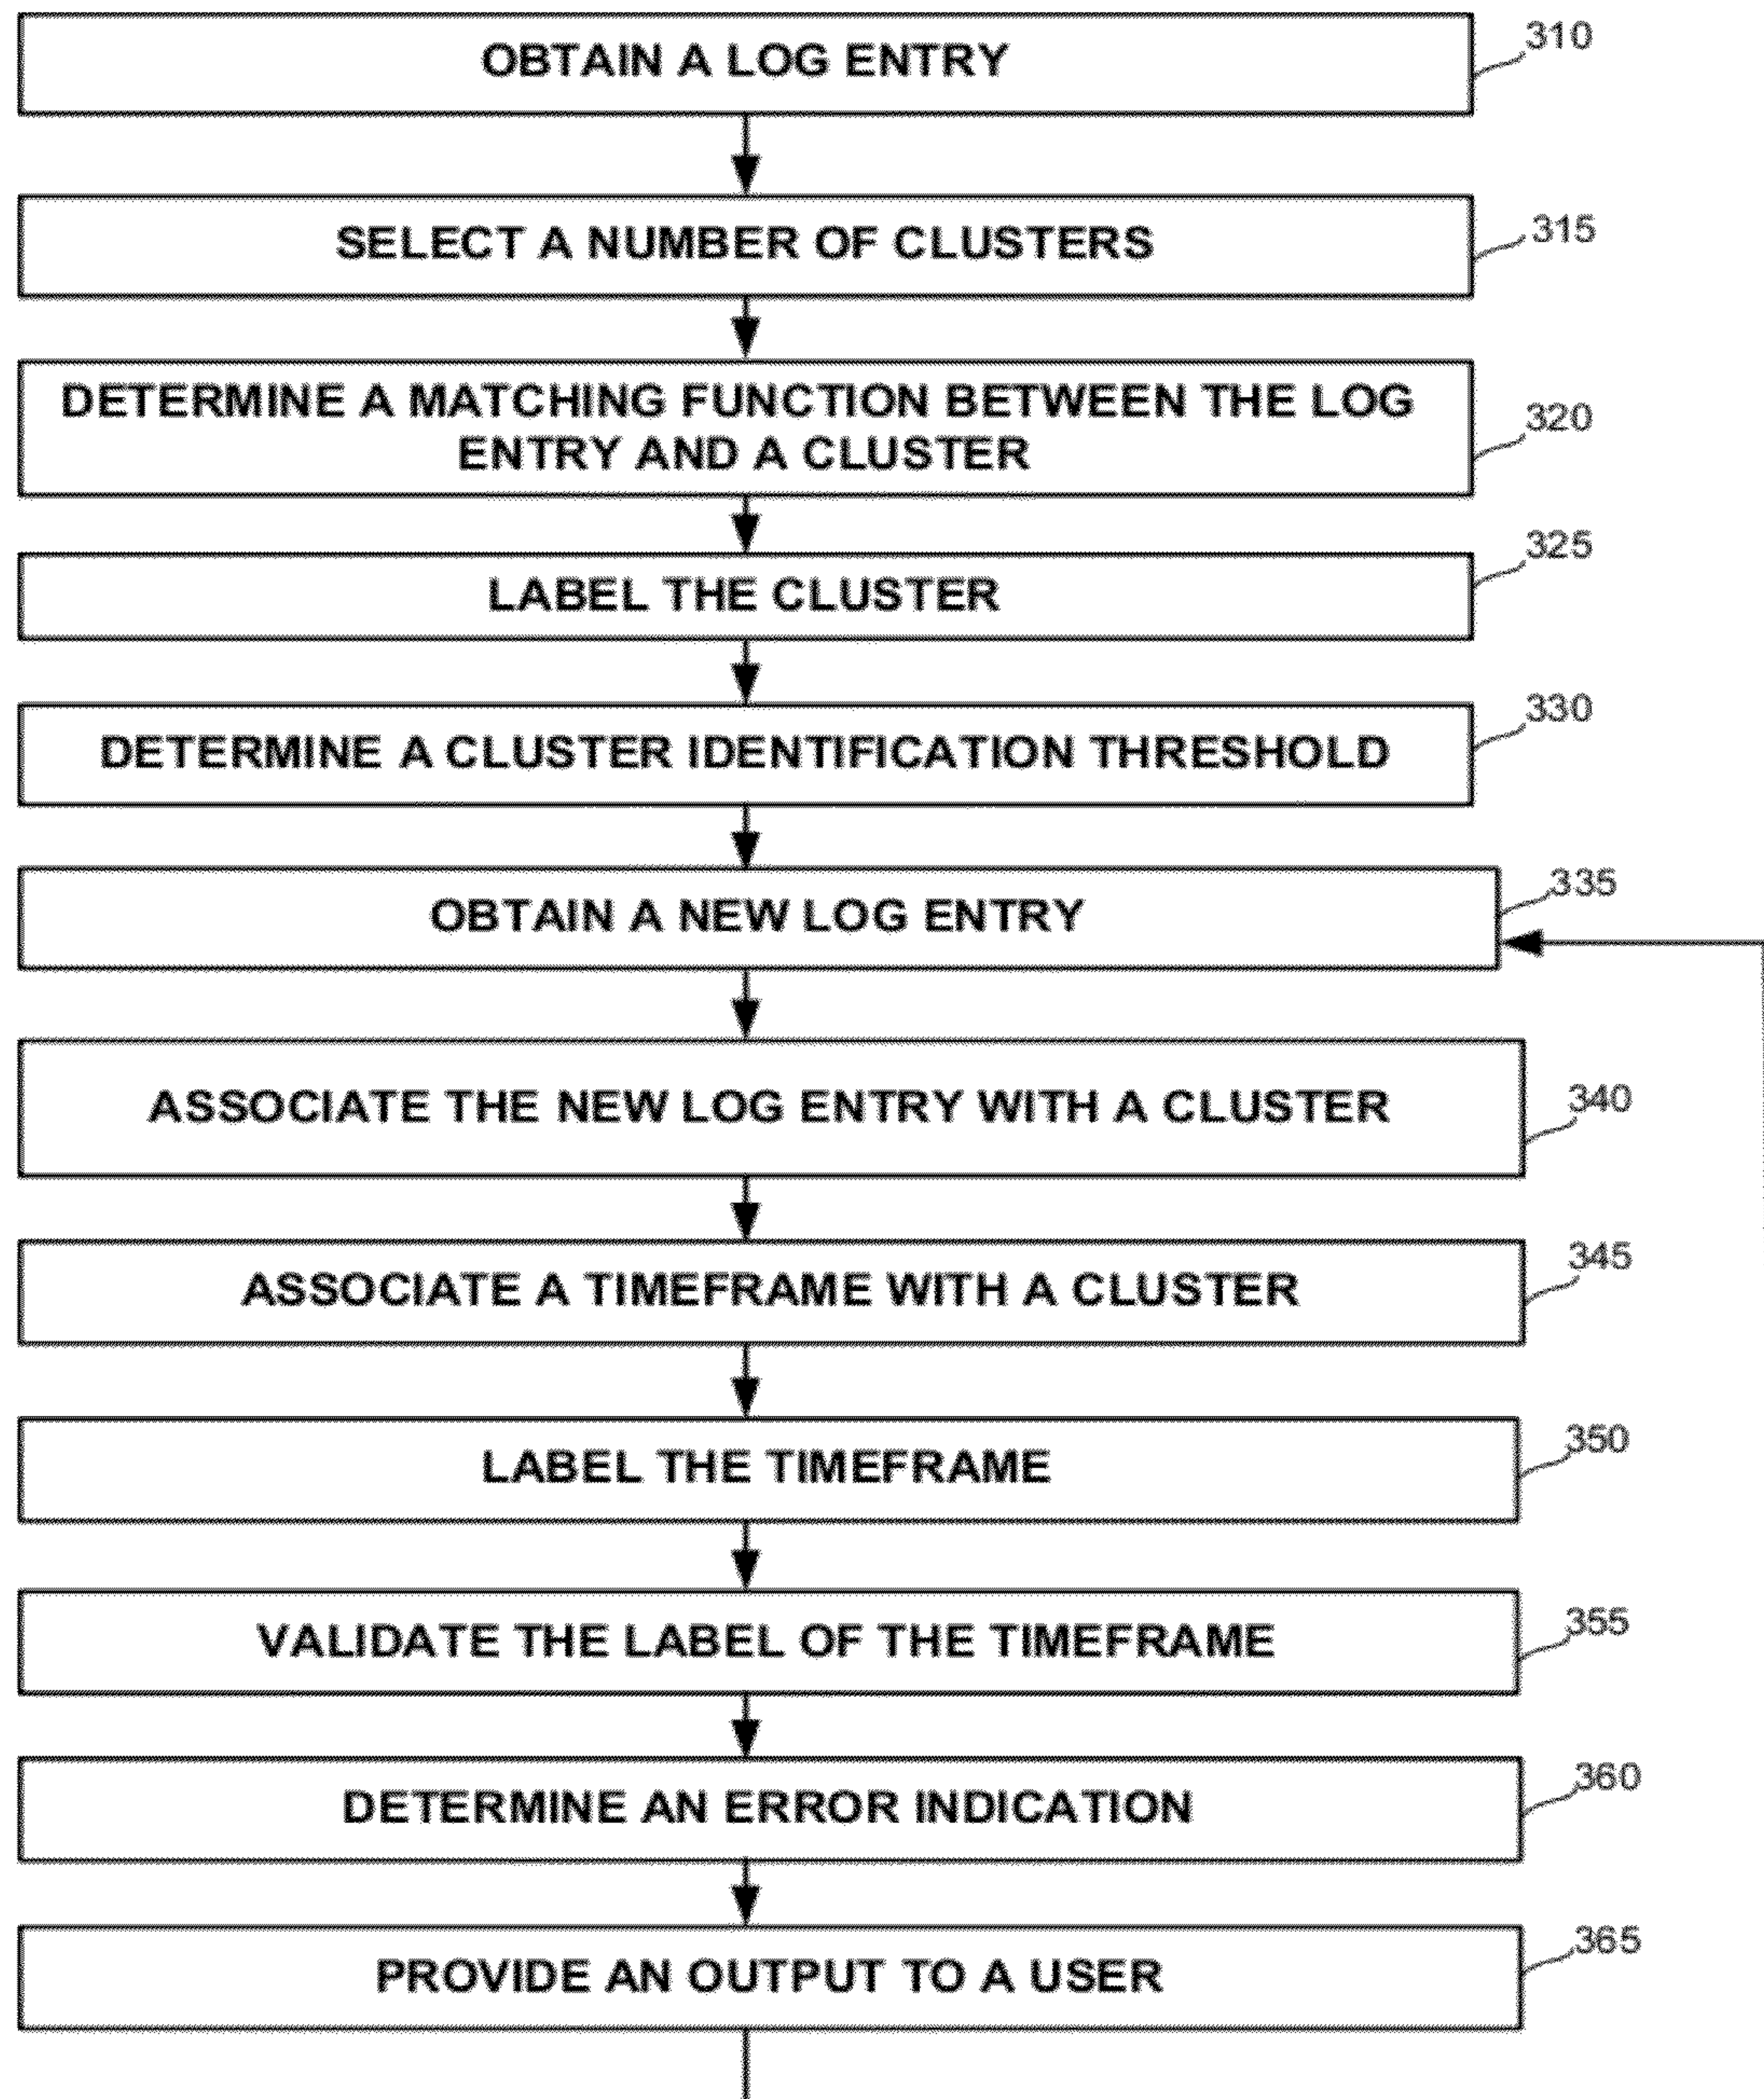 OBTAIN A LOG ENTRY
310
SELECT A NUMBER OF CLUSTERS
315
DETERMINE A MATCHING FUNCTION BETWEEN THE LOG
ENTRY AND A CLUSTER
320
LABEL THE CLUSTER
325
DETERMINE A CLUSTER IDENTIFICATION THRESHOLD
330
OBTAIN A NEW LOG ENTRY
335
ASSOCIATE THE NEW LOG ENTRY WITH A CLUSTER
340
ASSOCIATE A TIMEFRAME WITH A CLUSTER
345
LABEL THE TIMEFRAME
350
VALIDATE THE LABEL OF THE TIMEFRAME
355
DETERMINE AN ERROR INDICATION
360
PROVIDE AN OUTPUT TO A USER
365